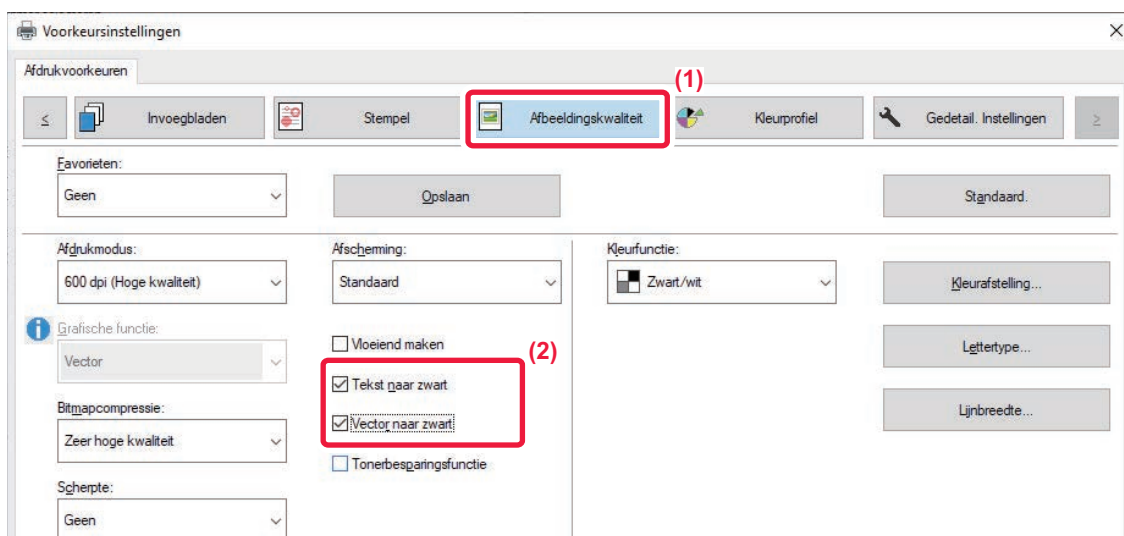 Voorkeursinstellingen
Afdrukvoorkeuren
(1)
< Invoegbladen Stempel Afbeeldingskwaliteit Kleurprofiel Gedetail. Instellingen >
Favorieten:
Geen Opslaan Standaard.
Afdrukmodus: Afscherming: Kleurfunctie:
600 dpi (Hoge kwaliteit) Standaard Zwart/wit Kleurafstelling...
Grafische functie:
Vloeiend maken
(2)
Vector Lettertype...
Tekst naar zwart
Bitmapcompressie:
Vector naar zwart Lijnbreedte...
Zeer hoge kwaliteit
Tonerbesparingsfunctie
Scherpte:
Geen